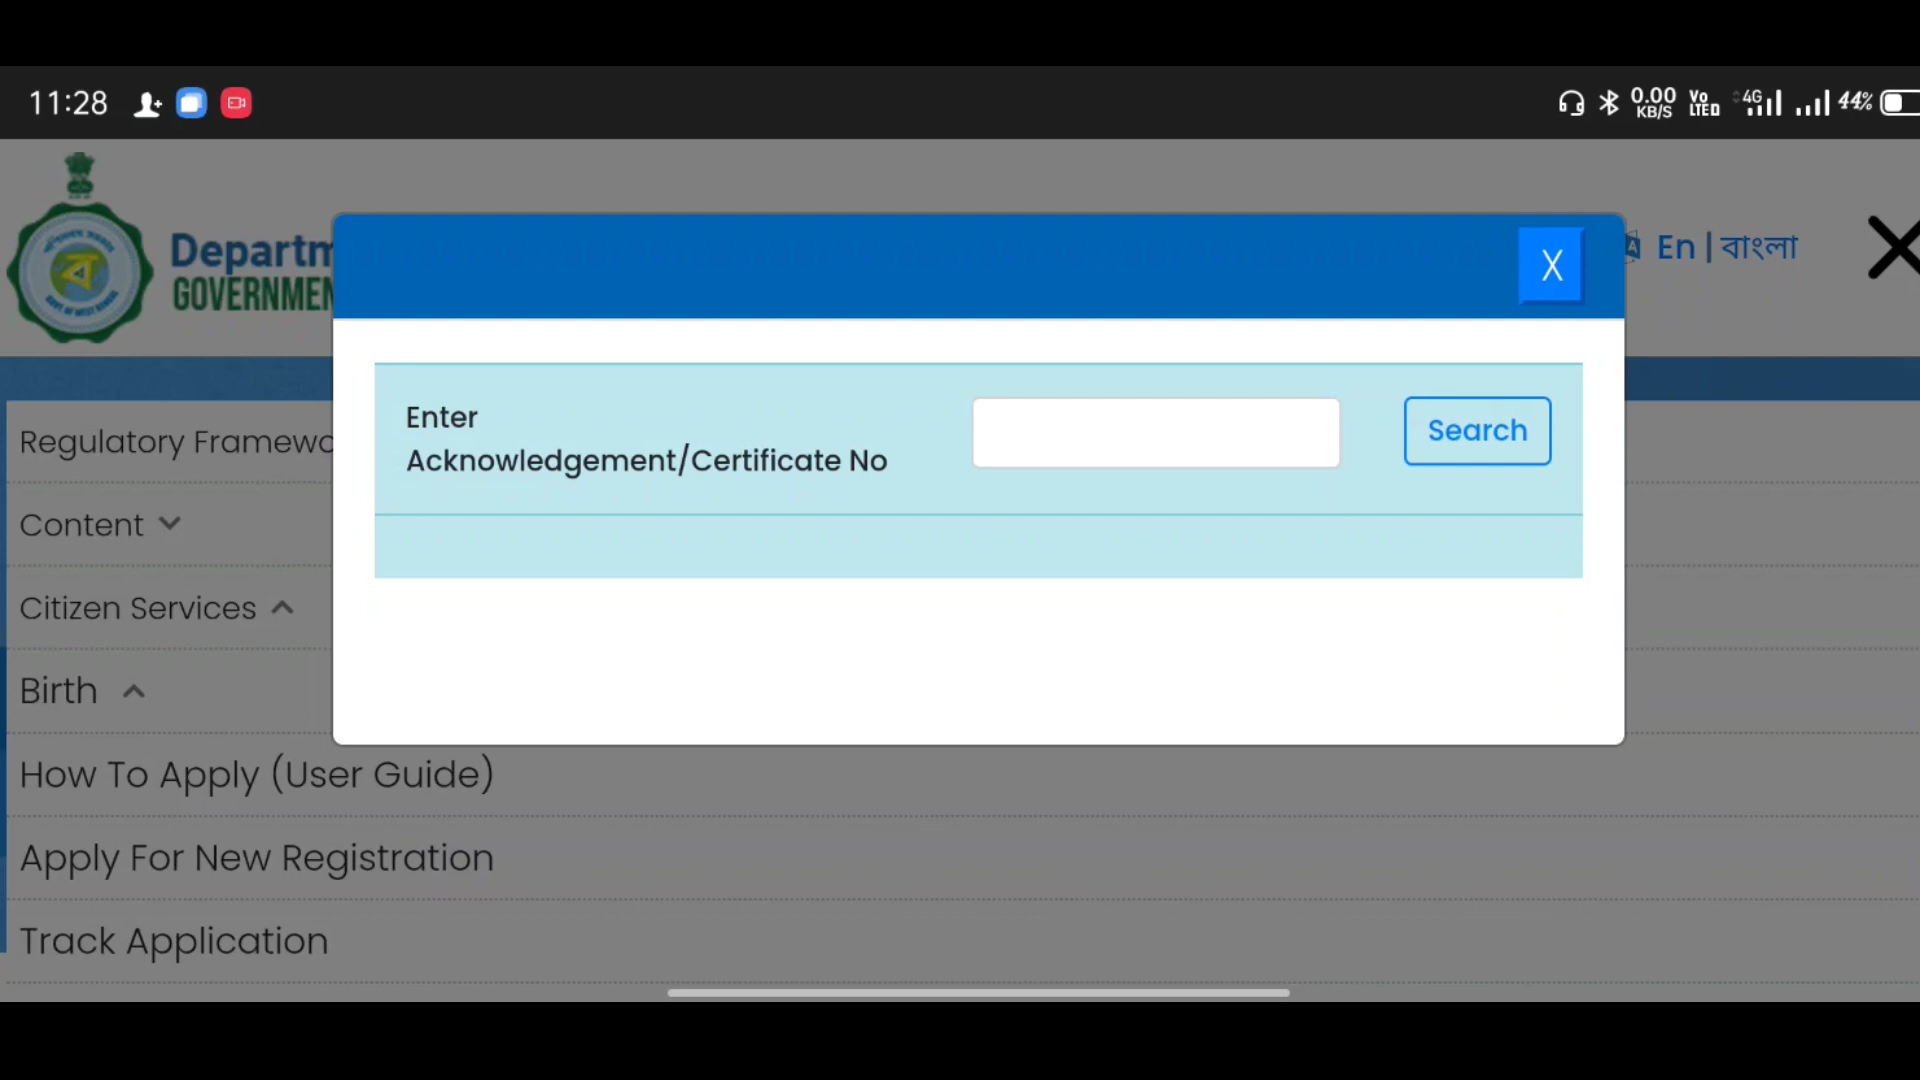 11:28
0.00
KB/S
Vo
LTE
4G
44%
Departm
GOVERNMEN
X
En | বাংলা
Enter
Acknowledgement/Certificate No
Search
Regulatory Framewo
Content
Citizen Services
Birth
How To Apply (User Guide)
Apply For New Registration
Track Application